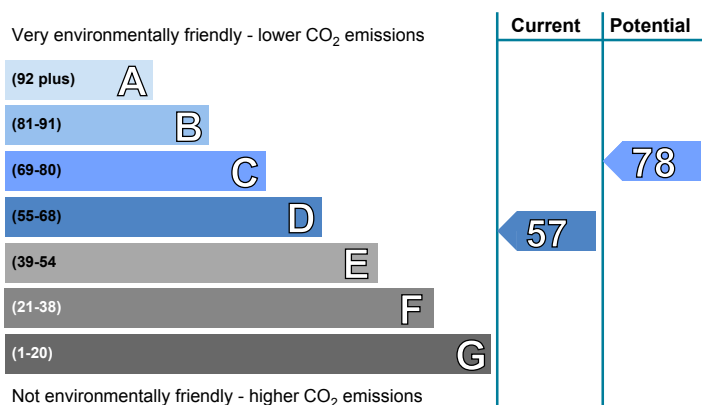 Very environmentally friendly - lower CO2 emissions
Current
Potential
(92 plus) A
(81-91) B
(69-80) C
78
(55-68) D
57
(39-54 E
(21-38) F
(1-20) G
Not environmentally friendly - higher CO2 emissions